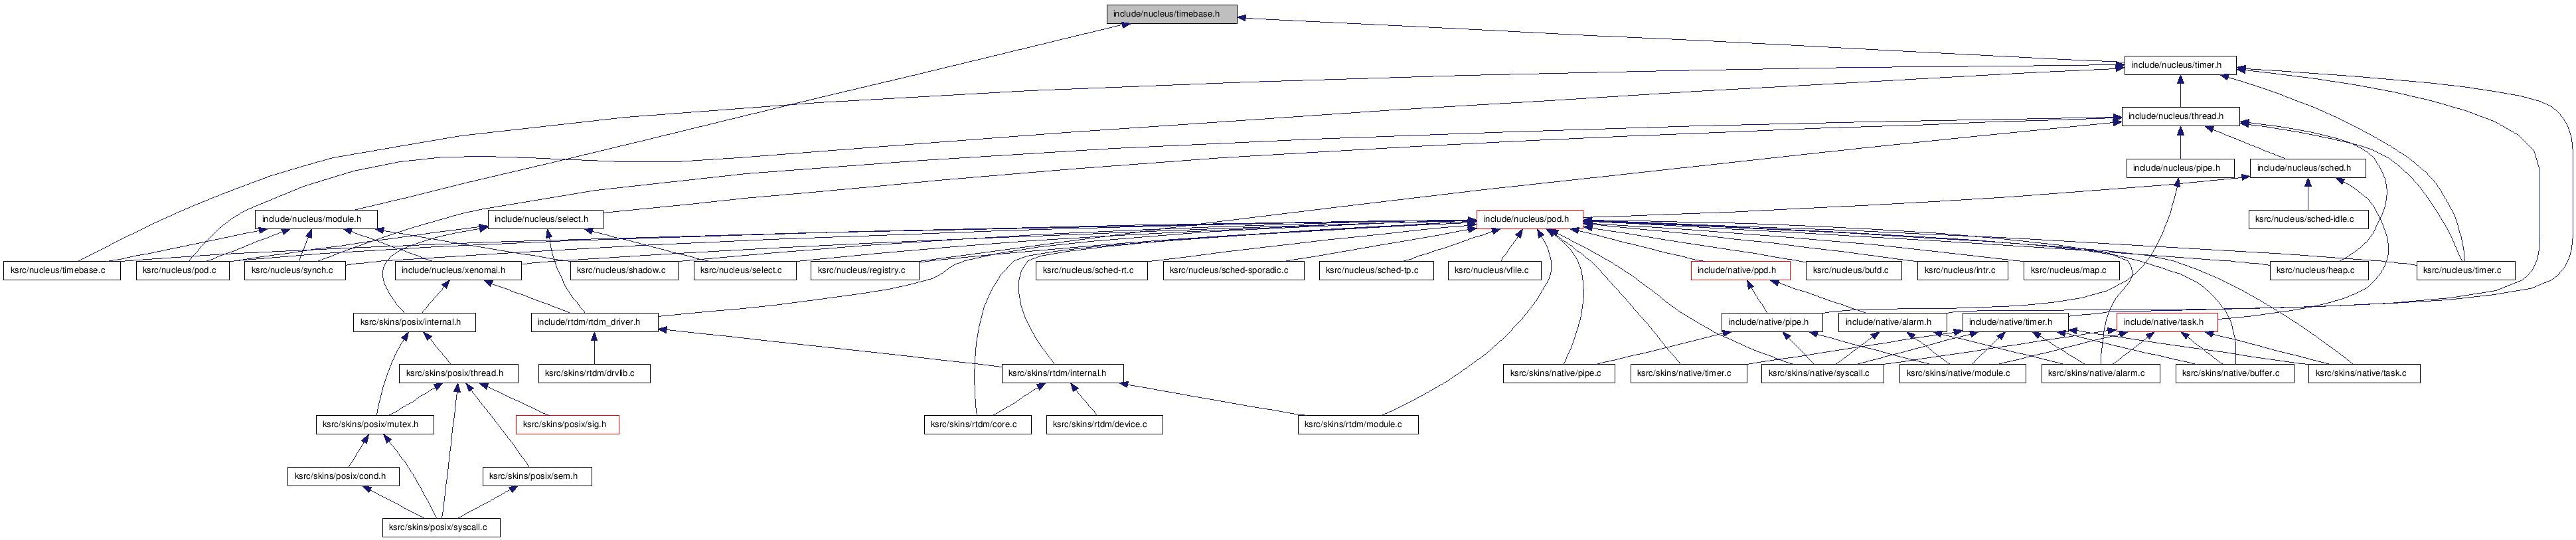 include/nucleus/timebase.h
include/nucleus/timer.h
include/nucleus/thread.h
include/nucleus/pipe.h
include/nucleus/sched.h
include/nucleus/module.h
include/nucleus/select.h
include/nucleus/pod.h
ksrc/nucleus/sched-idle.c
ksrc/nucleus/timebase.c
ksrc/nucleus/pod.c
ksrc/nucleus/synch.c
include/nucleus/xenomai.h
ksrc/nucleus/shadow.c
ksrc/nucleus/select.c
ksrc/nucleus/registry.c
ksrc/nucleus/sched-rt.c
ksrc/nucleus/sched-sporadic.c
ksrc/nucleus/sched-tp.c
ksrc/nucleus/vfile.c
include/native/ppd.h
ksrc/nucleus/bufd.c
ksrc/nucleus/intr.c
ksrc/nucleus/map.c
ksrc/nucleus/heap.c
ksrc/nucleus/timer.c
ksrc/skins/posix/internal.h
include/rtdm/rtdm_driver.h
include/native/pipe.h
include/native/alarm.h
include/native/timer.h
include/native/task.h
ksrc/skins/posix/thread.h
ksrc/skins/rtdm/drvlib.c
ksrc/skins/rtdm/internal.h
ksrc/skins/native/pipe.c
ksrc/skins/native/timer.c
ksrc/skins/native/syscall.c
ksrc/skins/native/module.c
ksrc/skins/native/alarm.c
ksrc/skins/native/buffer.c
ksrc/skins/native/task.c
ksrc/skins/posix/mutex.h
ksrc/skins/posix/sig.h
ksrc/skins/rtdm/core.c
ksrc/skins/rtdm/device.c
ksrc/skins/rtdm/module.c
ksrc/skins/posix/cond.h
ksrc/skins/posix/sem.h
ksrc/skins/posix/syscall.c